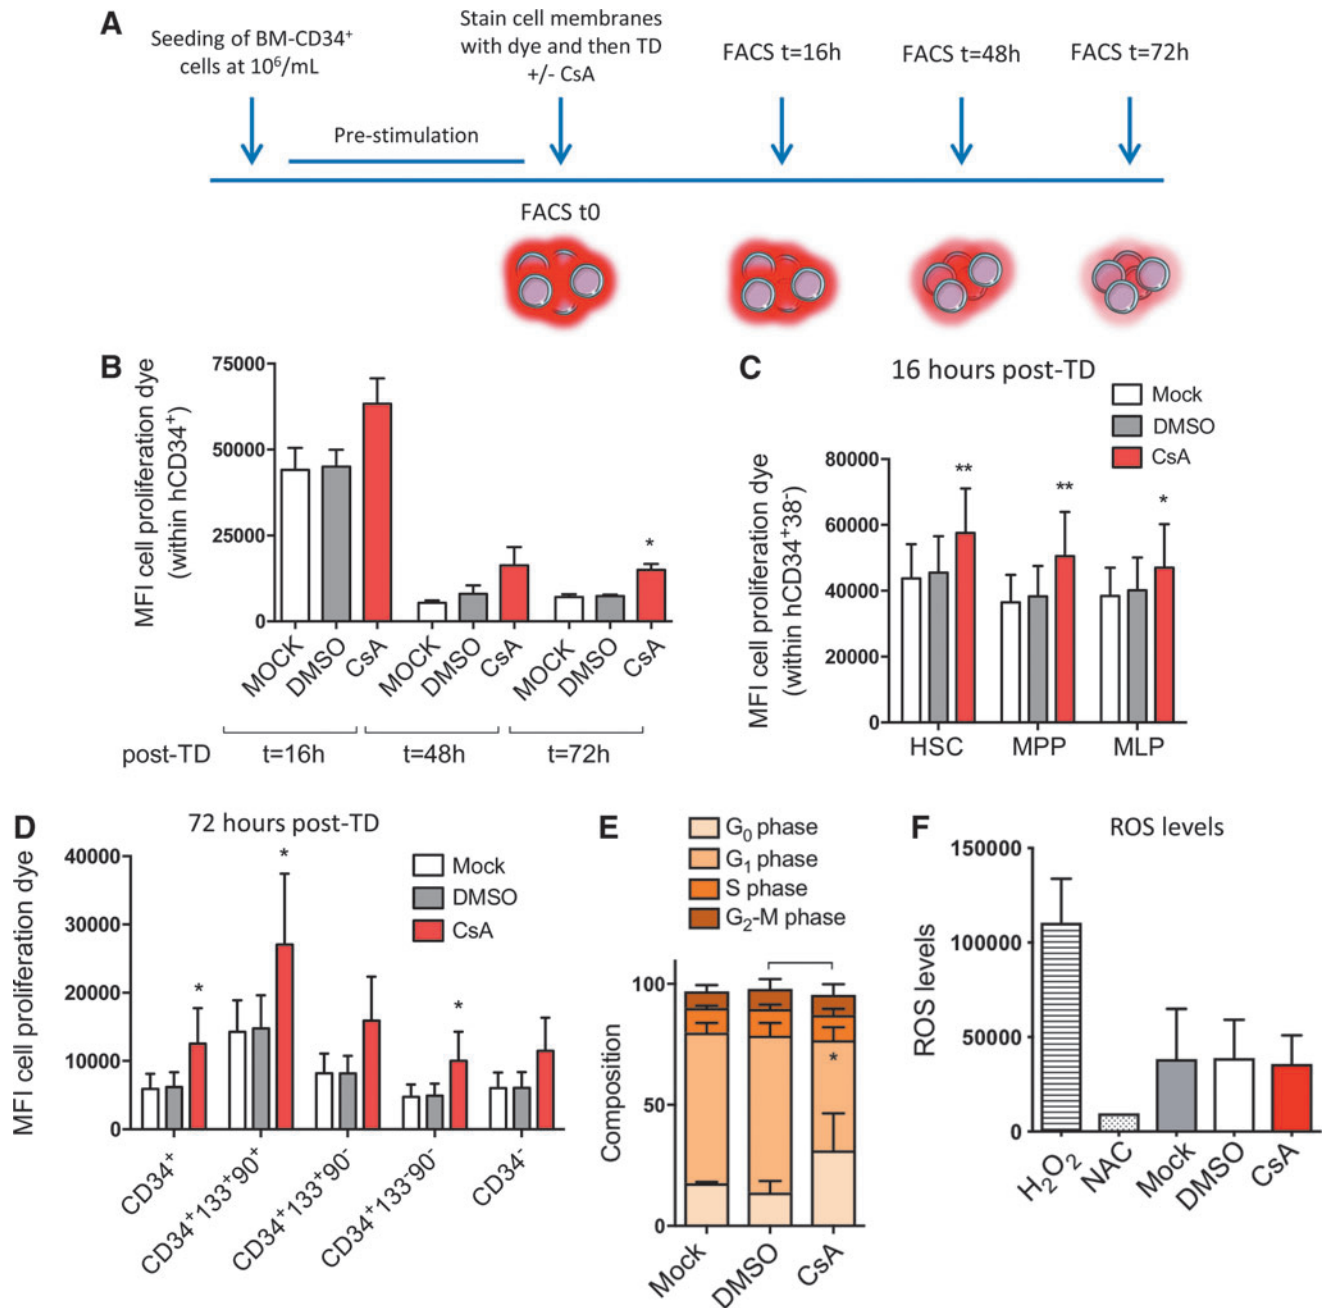 A
Seeding of BM-CD34⁺
cells at 10⁶/mL
Stain cell membranes
with dye and then TD
+/- CsA
FACS t=16h
FACS t=48h
FACS t=72h
Pre-stimulation
FACS t0
B
MFI cell proliferation dye
(within hCD34⁺)
75000
50000
25000
0
*
MOCK
DMSO
CsA
MOCK
DMSO
CsA
MOCK
DMSO
CsA
post-TD
t=16h
t=48h
t=72h
C
16 hours post-TD
Mock
DMSO
CsA
MFI cell proliferation dye
(within hCD34⁺38⁻)
80000
60000
40000
20000
0
**
**
*
HSC
MPP
MLP
D
72 hours post-TD
Mock
DMSO
CsA
MFI cell proliferation dye
40000
30000
20000
10000
0
*
*
*
CD34⁺
CD34⁺133⁺90⁺
CD34⁺133⁺90⁻
CD34⁺133⁻90⁻
CD34⁻
E
G₀ phase
G₁ phase
S phase
G₂-M phase
Composition
100
50
0
*
Mock
DMSO
CsA
F
ROS levels
ROS levels
150000
100000
50000
0
H₂O₂
NAC
Mock
DMSO
CsA